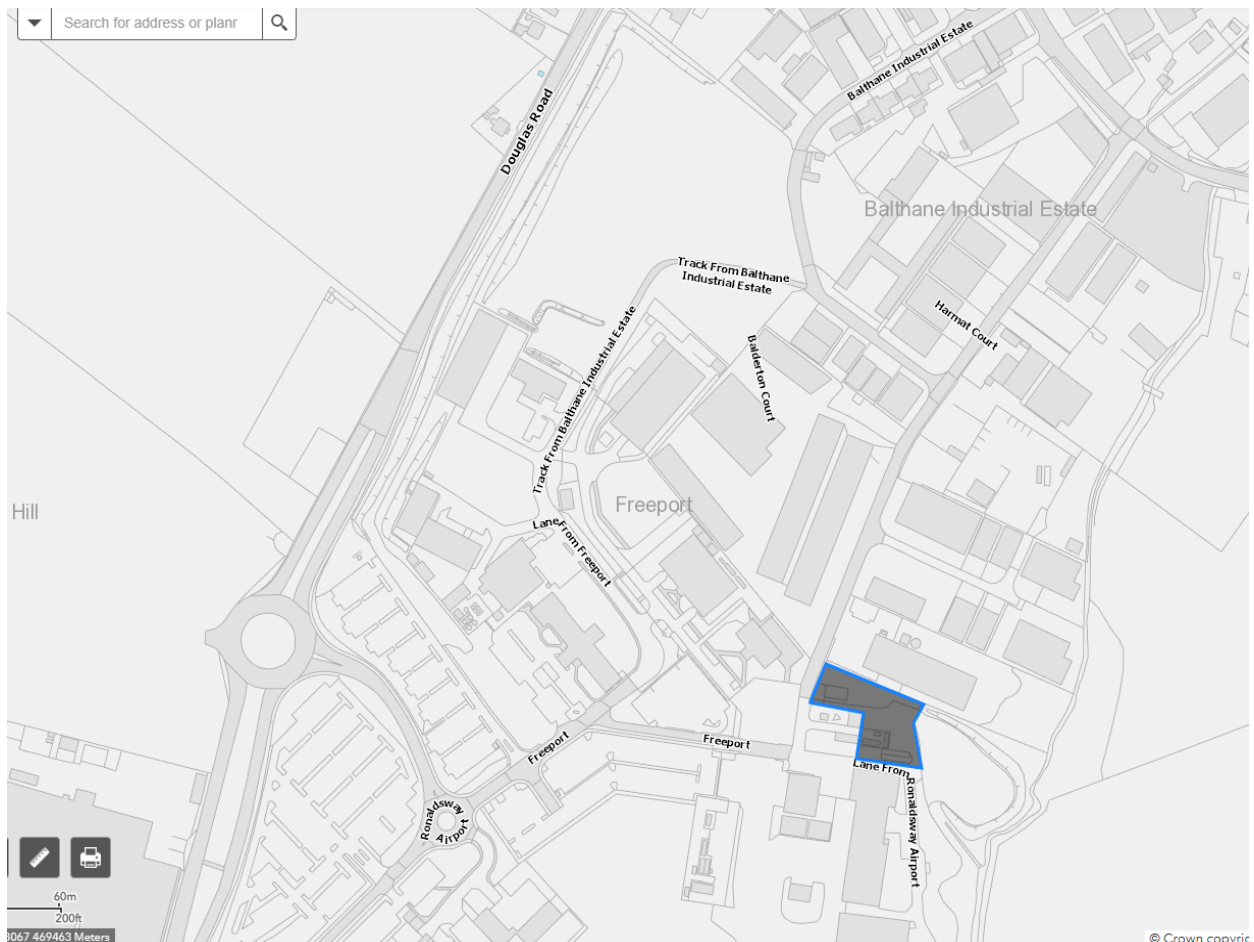 Search for address or planr
Balthane Industrial Estate
Douglas Road
Balthane Industrial Estate
Track From Balthane
Industrial Estate
Harmat Court
Track From Balthane Industrial Estate
Balderton Court
Hill
Freeport
Lane From Freeport
Freeport
Freeport
Lane From Ronaldsway Airport
Ronaldsway
Airport
60m
200ft
3067 469463 Meters
© Crown copyric